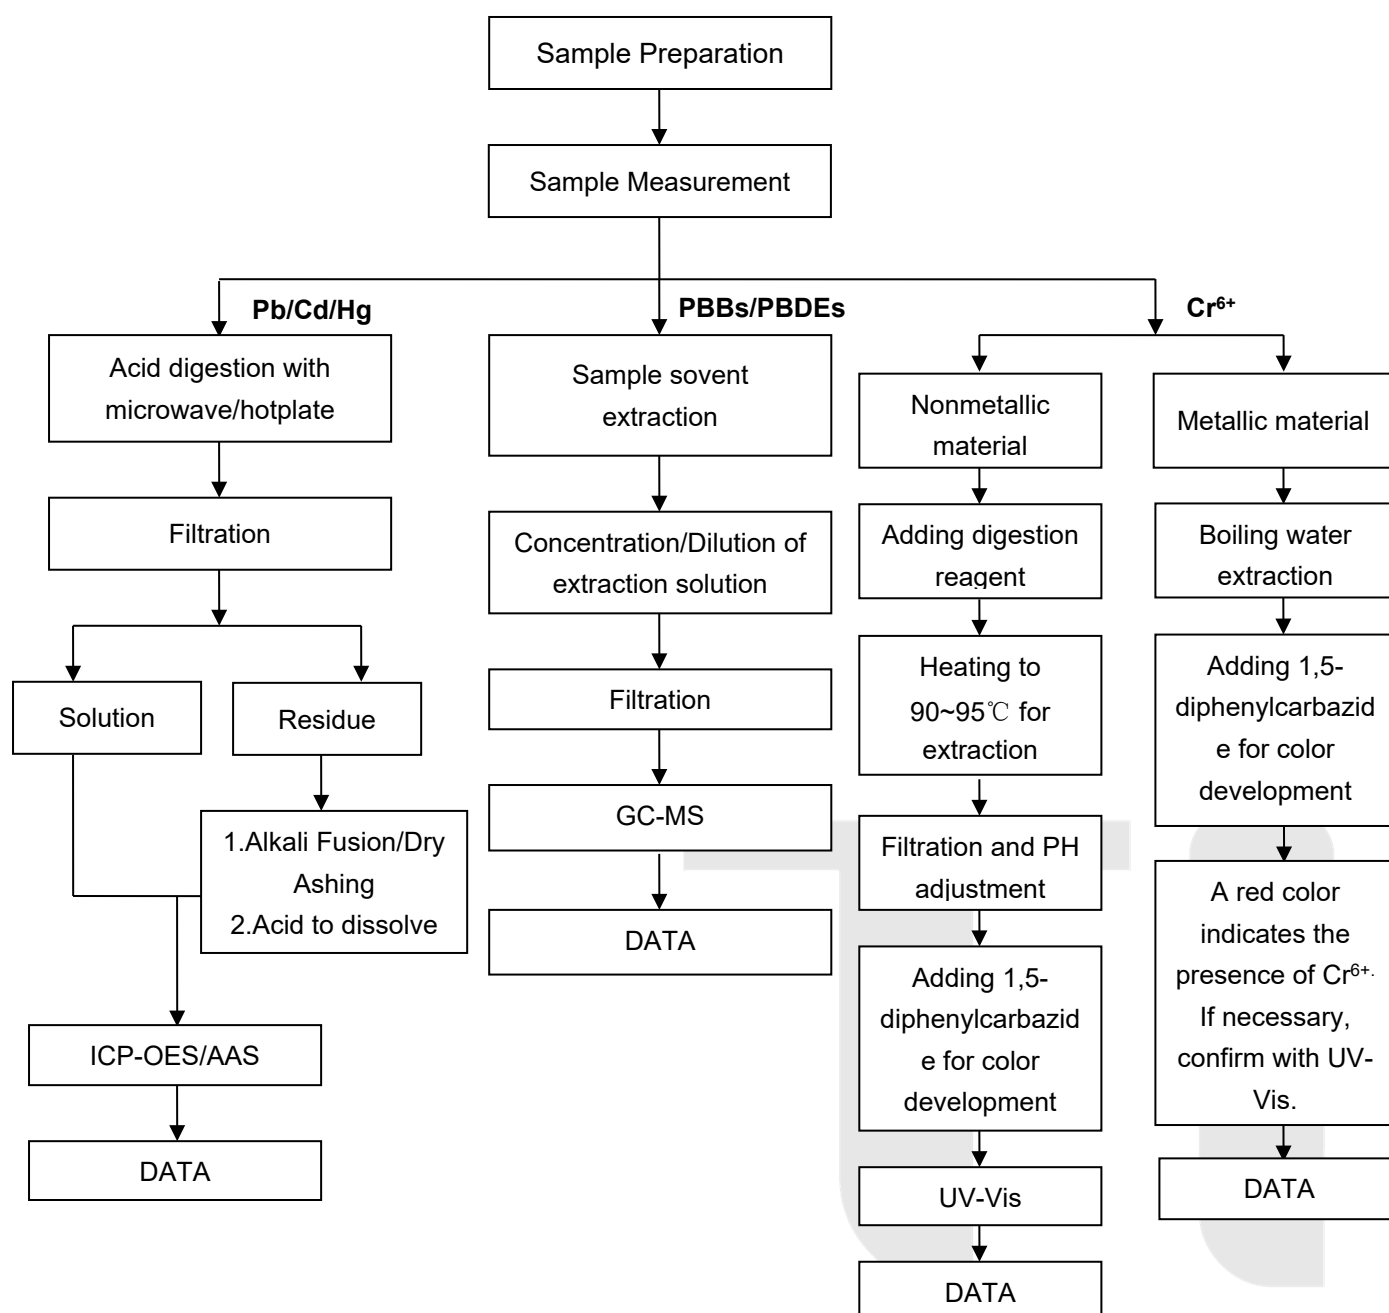 Sample Preparation
Sample Measurement
Pb/Cd/Hg
PBBs/PBDEs
Cr⁶⁺
Acid digestion with
microwave/hotplate
Filtration
Solution
Residue
1.Alkali Fusion/Dry
Ashing
2.Acid to dissolve
ICP-OES/AAS
DATA
Sample sovent
extraction
Concentration/Dilution of
extraction solution
Filtration
GC-MS
DATA
Nonmetallic
material
Adding digestion
reagent
Heating to
90~95℃ for
extraction
Filtration and PH
adjustment
Adding 1,5-
diphenylcarbazid
e for color
development
UV-Vis
DATA
Metallic material
Boiling water
extraction
Adding 1,5-
diphenylcarbazid
e for color
development
A red color
indicates the
presence of Cr⁶⁺.
If necessary,
confirm with UV-
Vis.
DATA